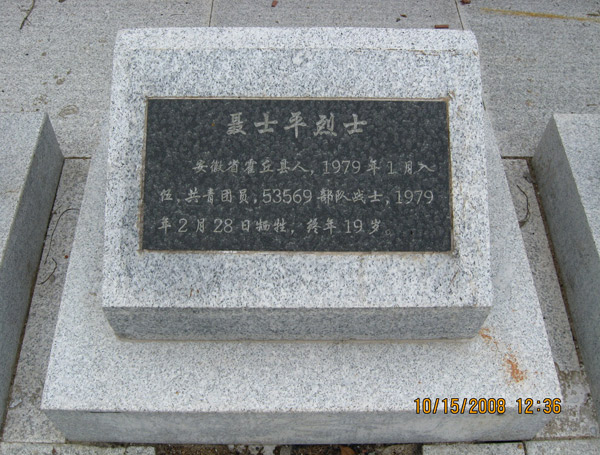 聂士平烈士
安徽省霍丘县人，1979年1月入
伍，共青团员，53569部队战士，1979
年2月28日牺牲，终年19岁。
10/15/2008 12:36